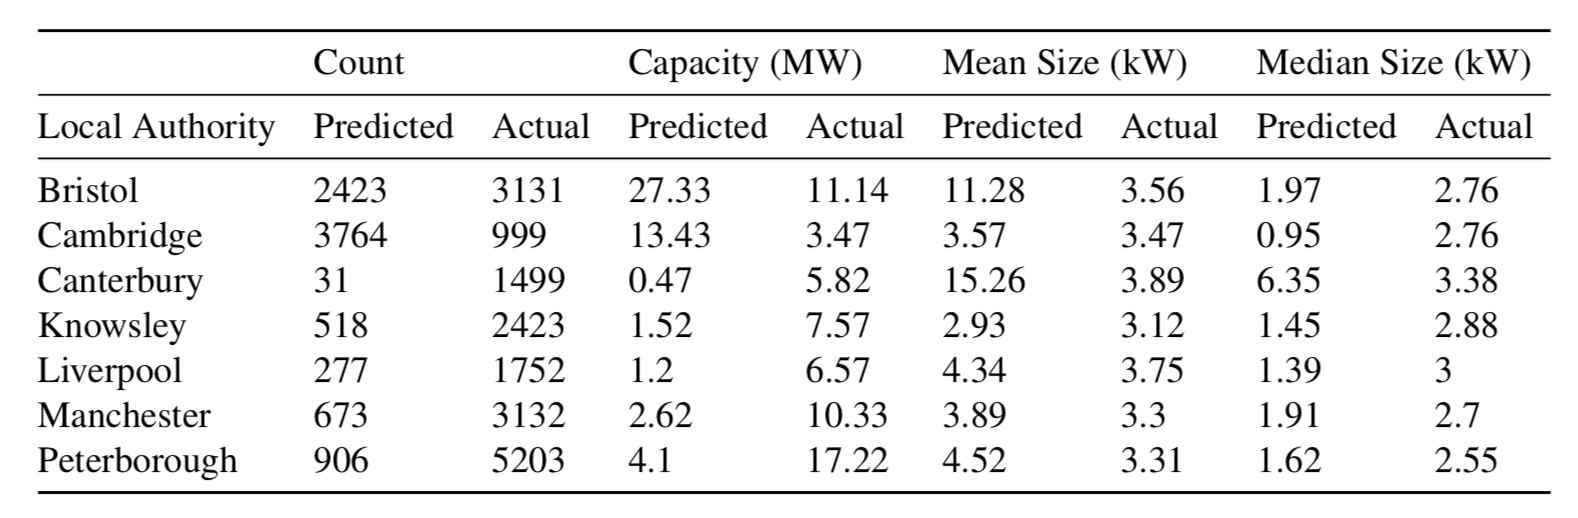 Count Capacity (MW) Mean Size (kW) Median Size (kW)
Local Authority Predicted Actual Predicted Actual Predicted Actual Predicted Actual
Bristol 2423 3131 27.33 11.14 11.28 3.56 1.97 2.76
Cambridge 3764 999 13.43 3.47 3.57 3.47 0.95 2.76
Canterbury 31 1499 0.47 5.82 15.26 3.89 6.35 3.38
Knowsley 518 2423 1.52 7.57 2.93 3.12 1.45 2.88
Liverpool 277 1752 1.2 6.57 4.34 3.75 1.39 3
Manchester 673 3132 2.62 10.33 3.89 3.3 1.91 2.7
Peterborough 906 5203 4.1 17.22 4.52 3.31 1.62 2.55